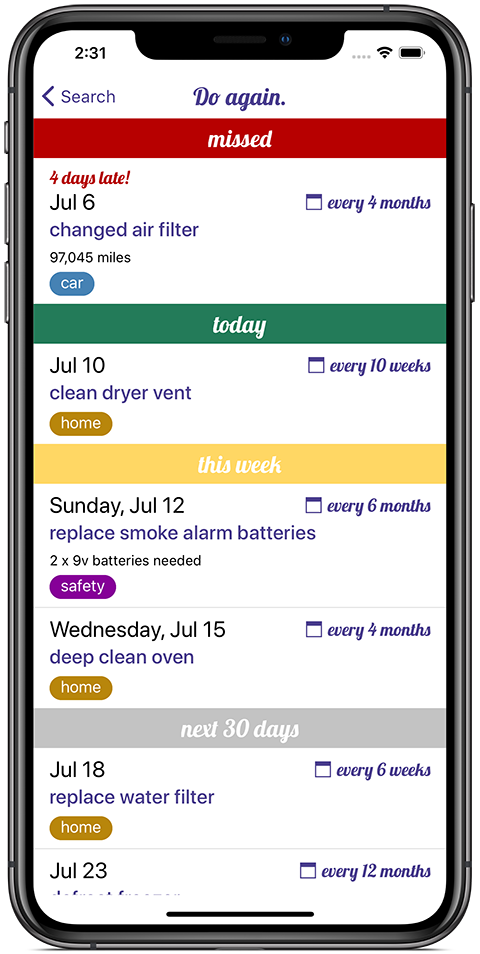 2:31
Search
Do again.
missed
4 days late!
Jul 6
every 4 months
changed air filter
97,045 miles
car
today
Jul 10
every 10 weeks
clean dryer vent
home
this week
Sunday, Jul 12
every 6 months
replace smoke alarm batteries
2 x 9v batteries needed
safety
Wednesday, Jul 15
every 4 months
deep clean oven
home
next 30 days
Jul 18
every 6 weeks
replace water filter
home
Jul 23
every 12 months
defrost freezer